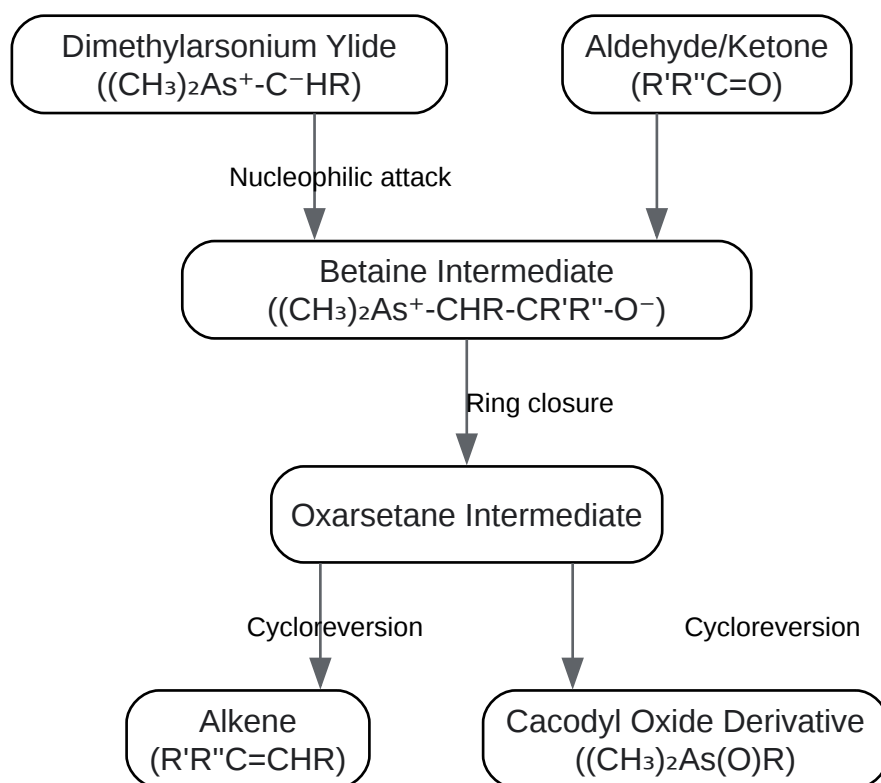 Dimethylarsonium Ylide
((CH₃)₂As⁺-C⁻HR)
Aldehyde/Ketone
(R'R''C=O)
Nucleophilic attack
Betaine Intermediate
((CH₃)₂As⁺-CHR-CR'R''-O⁻)
Ring closure
Oxarsetane Intermediate
Cycloreversion
Cycloreversion
Alkene
(R'R''C=CHR)
Cacodyl Oxide Derivative
((CH₃)₂As(O)R)